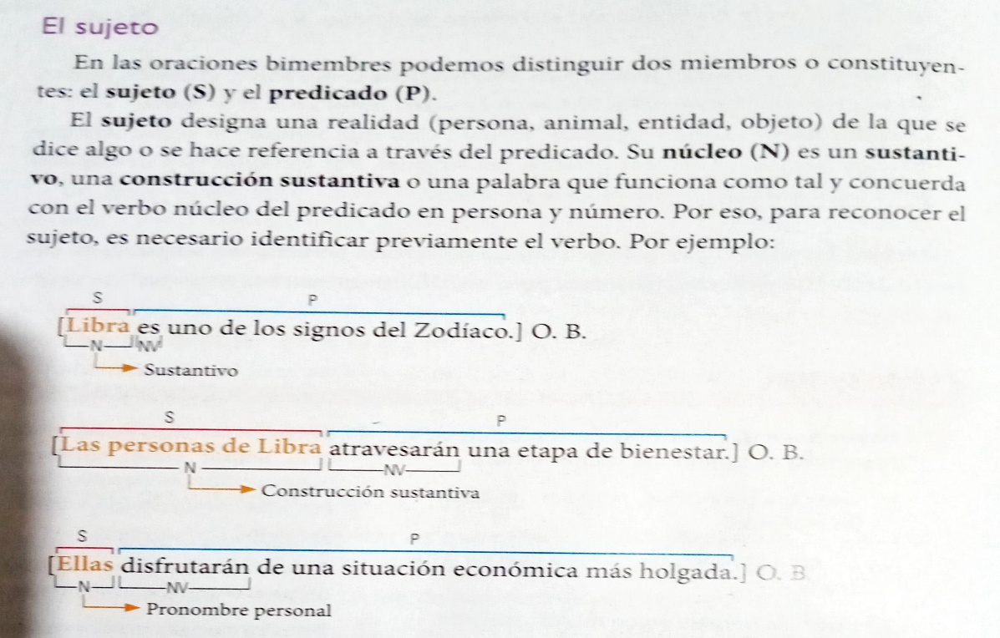 El sujeto
En las oraciones bimembres podemos distinguir dos miembros o constituyen-
tes: el sujeto (S) y el predicado (P).
El sujeto designa una realidad (persona, animal, entidad, objeto) de la que se
dice algo o se hace referencia a través del predicado. Su núcleo (N) es un sustanti-
vo, una construcción sustantiva o una palabra que funciona como tal y concuerda
con el verbo núcleo del predicado en persona y número. Por eso, para reconocer el
sujeto, es necesario identificar previamente el verbo. Por ejemplo:
S P
[Libra es uno de los signos del Zodíaco.] O. B.
N NV
Sustantivo
S P
[Las personas de Libra atravesarán una etapa de bienestar.] O. B.
N NV
Construcción sustantiva
S P
[Ellas disfrutarán de una situación económica más holgada.] O. B
N NV
Pronombre personal